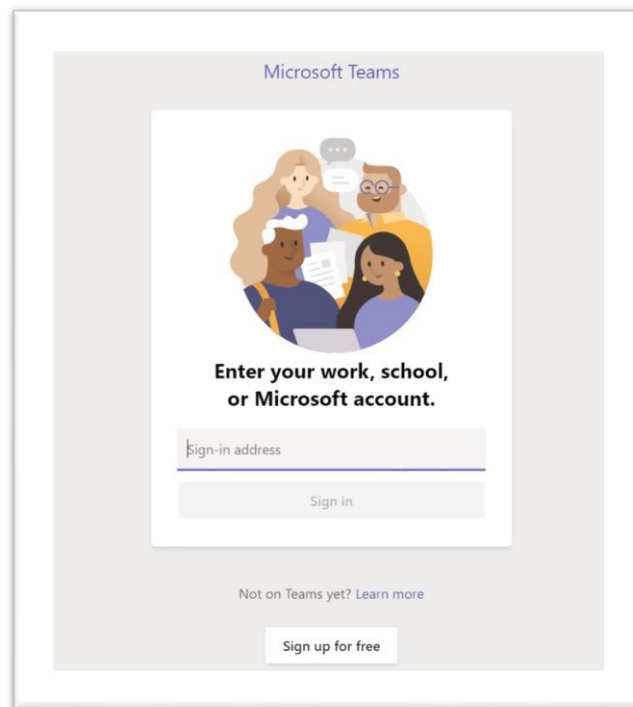 Microsoft Teams
Enter your work, school,
or Microsoft account.
Sign-in address
Sign in
Not on Teams yet? Learn more
Sign up for free